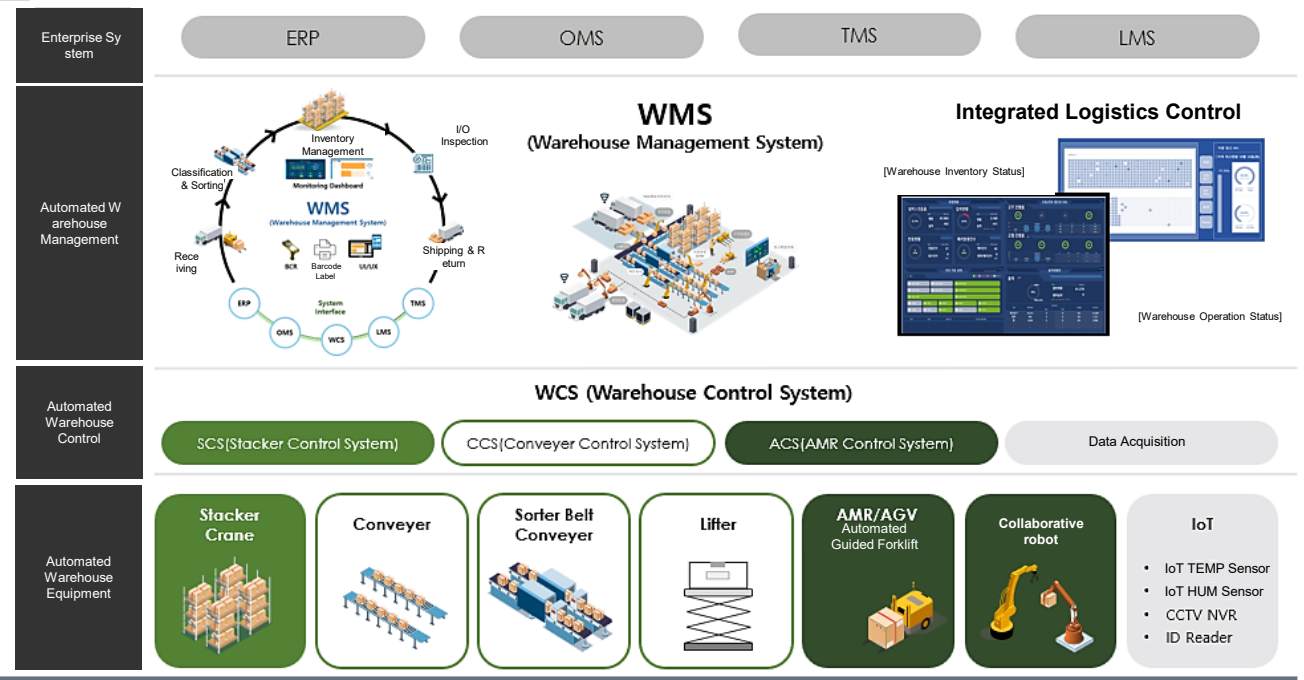 Enterprise Sy
stem
ERP
OMS
TMS
LMS
Automated W
arehouse
Management
Inventory
Management
I/O
Inspection
Classification
& Sorting
Monitoring Dashboard
WMS
(Warehouse Management System)
Rece
iving
Shipping & R
eturn
BCR
Barcode
Label
UI/UX
ERP
System
Interface
TMS
OMS
WCS
LMS
WMS
(Warehouse Management System)
Integrated Logistics Control
[Warehouse Inventory Status]
[Warehouse Operation Status]
Automated
Warehouse
Control
WCS (Warehouse Control System)
SCS(Stacker Control System)
CCS(Conveyer Control System)
ACS(AMR Control System)
Data Acquisition
Automated
Warehouse
Equipment
Stacker
Crane
Conveyer
Sorter Belt
Conveyer
Lifter
AMR/AGV
Automated
Guided Forklift
Collaborative
robot
IoT
• IoT TEMP Sensor
• IoT HUM Sensor
• CCTV NVR
• ID Reader